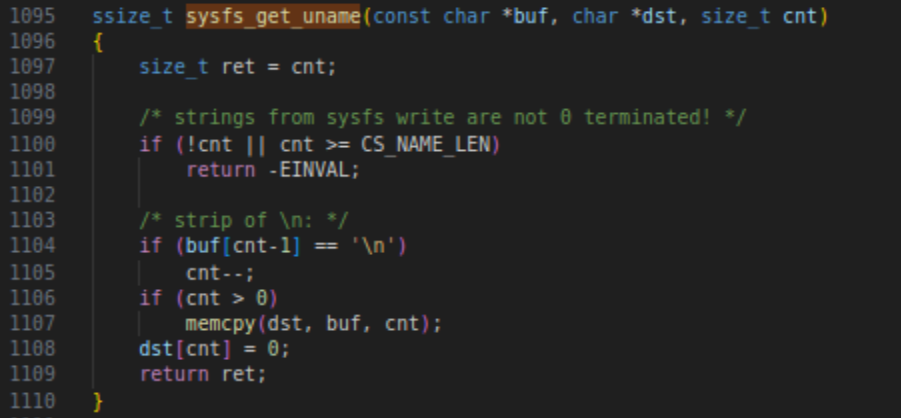 1095 ssize_t sysfs_get_uname(const char *buf, char *dst, size_t cnt)
1096 {
1097     size_t ret = cnt;
1098
1099     /* strings from sysfs write are not 0 terminated! */
1100     if (!cnt || cnt >= CS_NAME_LEN)
1101         return -EINVAL;
1102
1103     /* strip of \n: */
1104     if (buf[cnt-1] == '\n')
1105         cnt--;
1106     if (cnt > 0)
1107         memcpy(dst, buf, cnt);
1108     dst[cnt] = 0;
1109     return ret;
1110 }